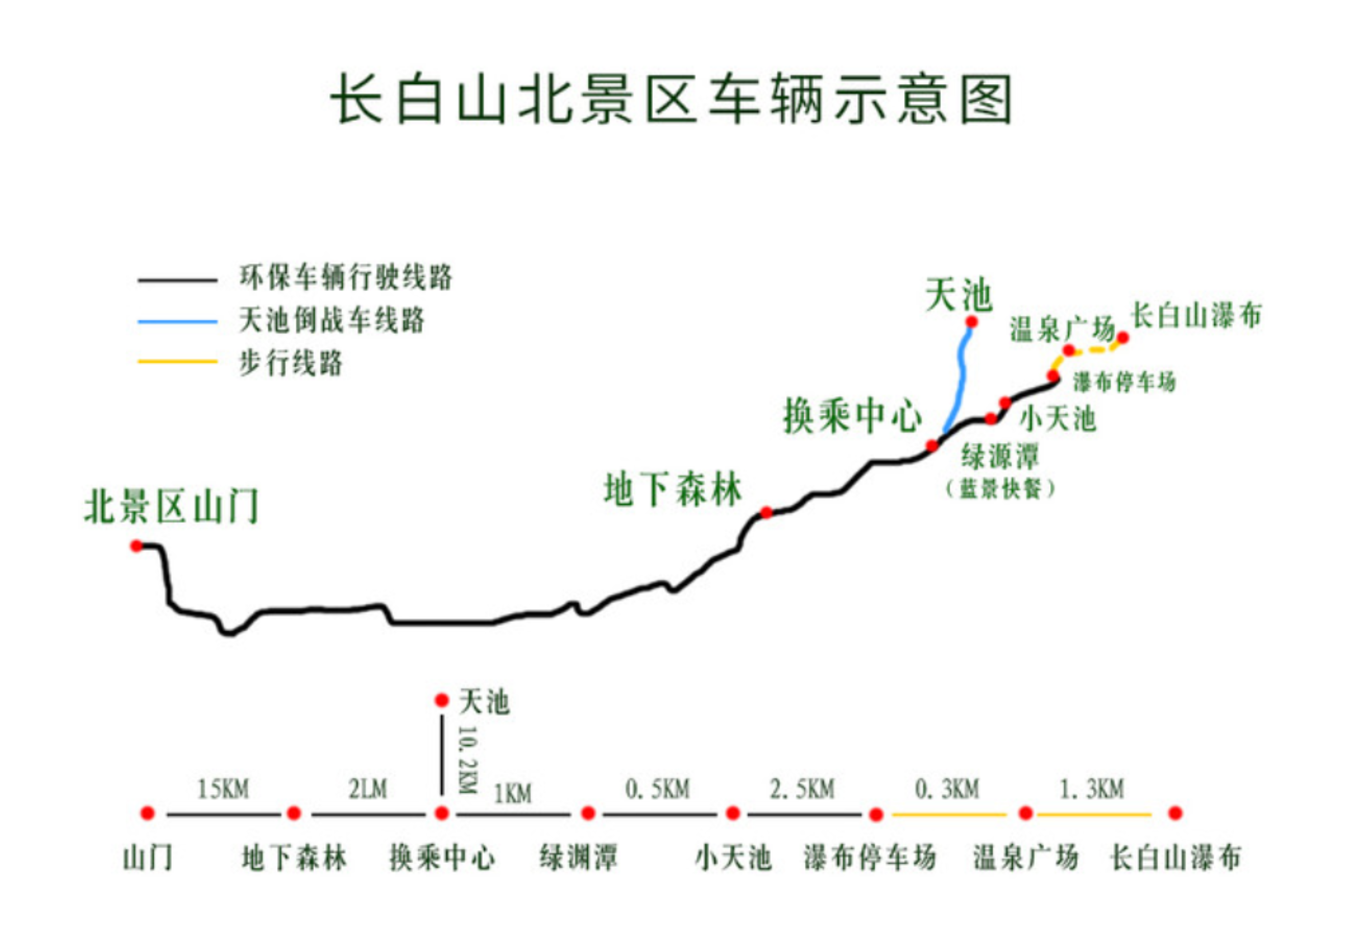 长白山北景区车辆示意图
环保车辆行驶线路
天池倒战车线路
步行线路
天池
温泉广场
长白山瀑布
瀑布停车场
换乘中心
小天池
绿源潭
（蓝景快餐）
地下森林
北景区山门
天池
10.2KM
15KM 2LM 1KM 0.5KM 2.5KM 0.3KM 1.3KM
山门 地下森林 换乘中心 绿渊潭 小天池 瀑布停车场 温泉广场 长白山瀑布